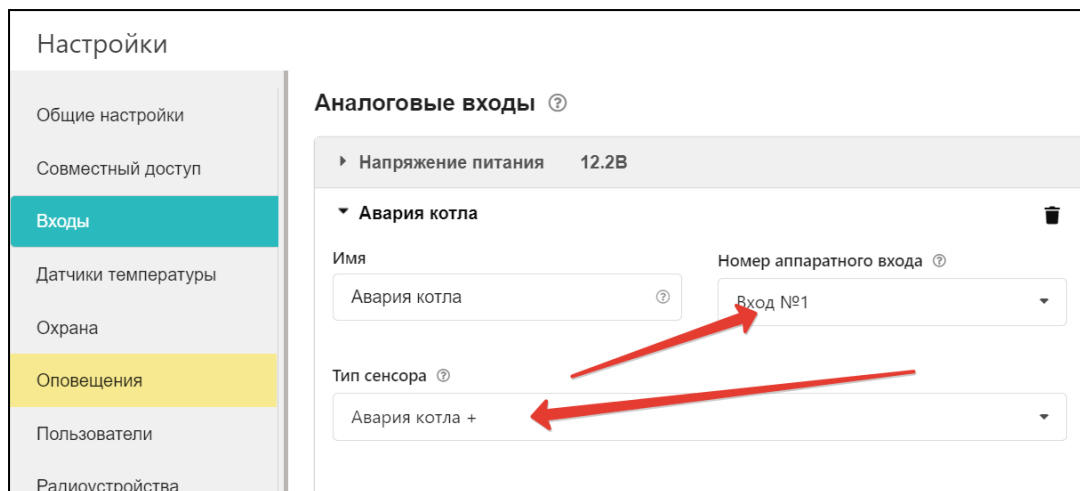 Настройки
Общие настройки
Совместный доступ
Входы
Датчики температуры
Охрана
Оповещения
Пользователи
Радиоустройства
Аналоговые входы
Напряжение питания 12.2В
Авария котла
Имя
Авария котла
Номер аппаратного входа
Вход №1
Тип сенсора
Авария котла +